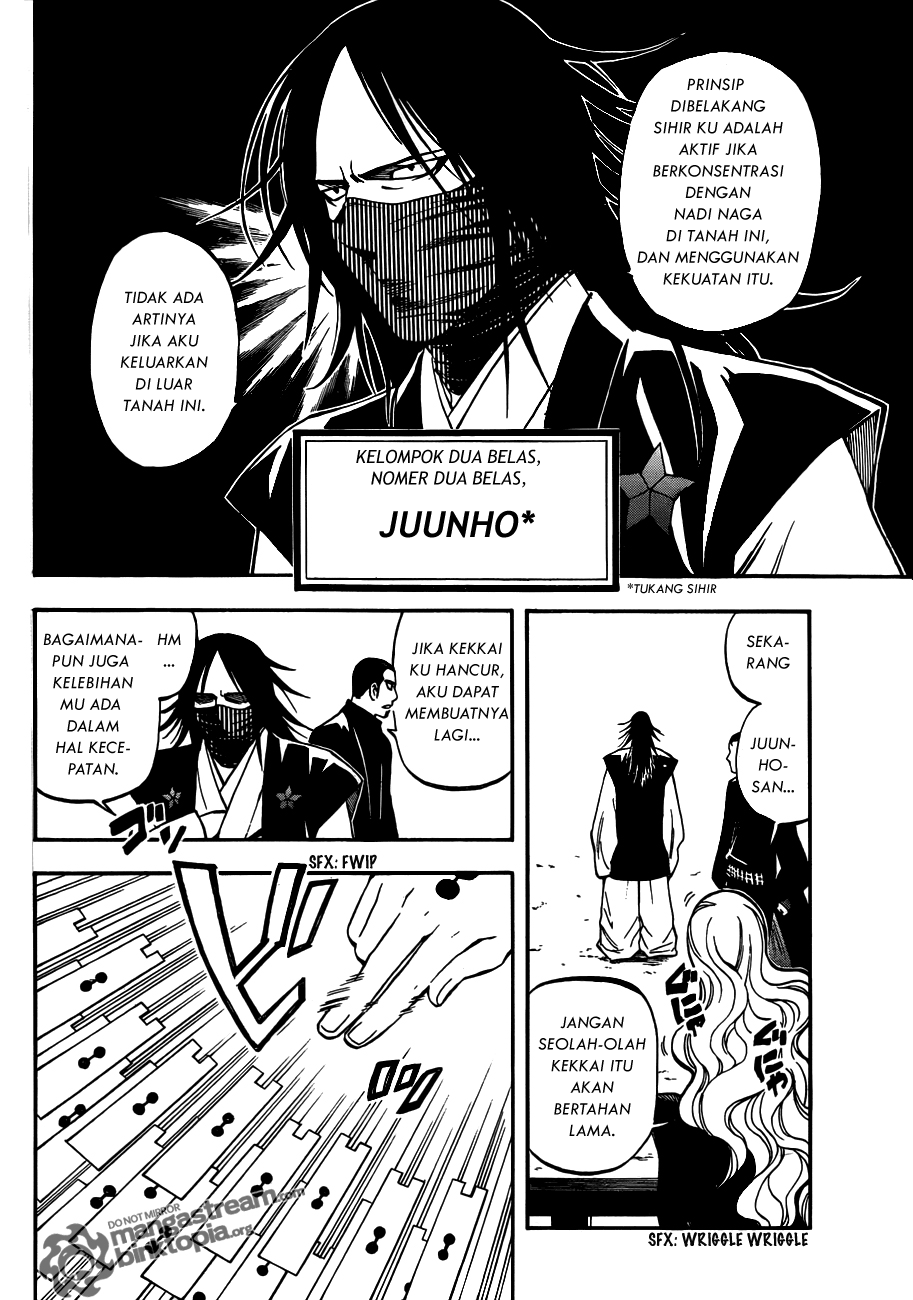 PRINSIP
DIBELAKANG
SIHIR KU ADALAH
AKTIF JIKA
BERKONSENTRASI
DENGAN
NADI NAGA
DI TANAH INI,
DAN MENGGUNAKAN
KEKUATAN ITU.
TIDAK ADA
ARTINYA
JIKA AKU
KELUARKAN
DI LUAR
TANAH INI.
KELOMPOK DUA BELAS,
NOMER DUA BELAS,
JUUNHO*
*TUKANG SIHIR
SEKA-
RANG
JUUN-
HO-
SAN...
JANGAN
SEOLAH-OLAH
KEKKAI ITU
AKAN
BERTAHAN
LAMA.
SFX: WRIGGLE WRIGGLE
JIKA KEKKAI
KU HANCUR,
AKU DAPAT
MEMBUATNYA
LAGI...
HM
...
BAGAIMANA-
PUN JUGA
KELEBIHAN
MU ADA
DALAM
HAL KECE-
PATAN.
SFX: FWIP
DO NOT MIRROR
mangastream.com
binktopia.org